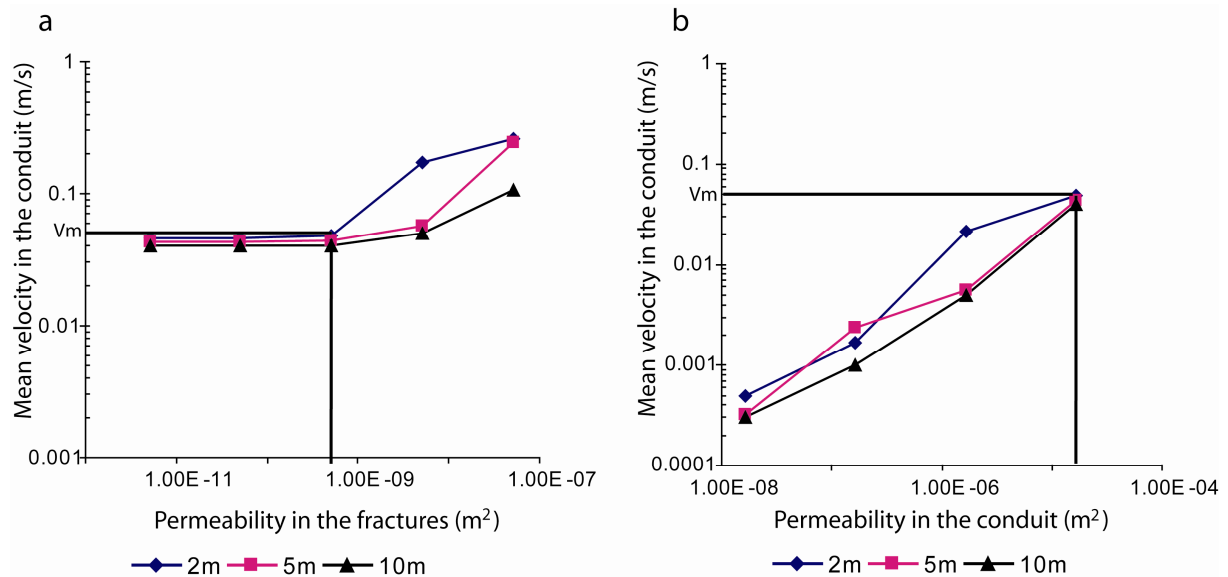 a
Mean velocity in the conduit (m/s)
1
0.1
Vm
0.01
0.001
1.00E-11
1.00E-09
1.00E-07
Permeability in the fractures (m²)
2m
5m
10m
b
Mean velocity in the conduit (m/s)
1
0.1
Vm
0.01
0.001
0.0001
1.00E-08
1.00E-06
1.00E-04
Permeability in the conduit (m²)
2m
5m
10m